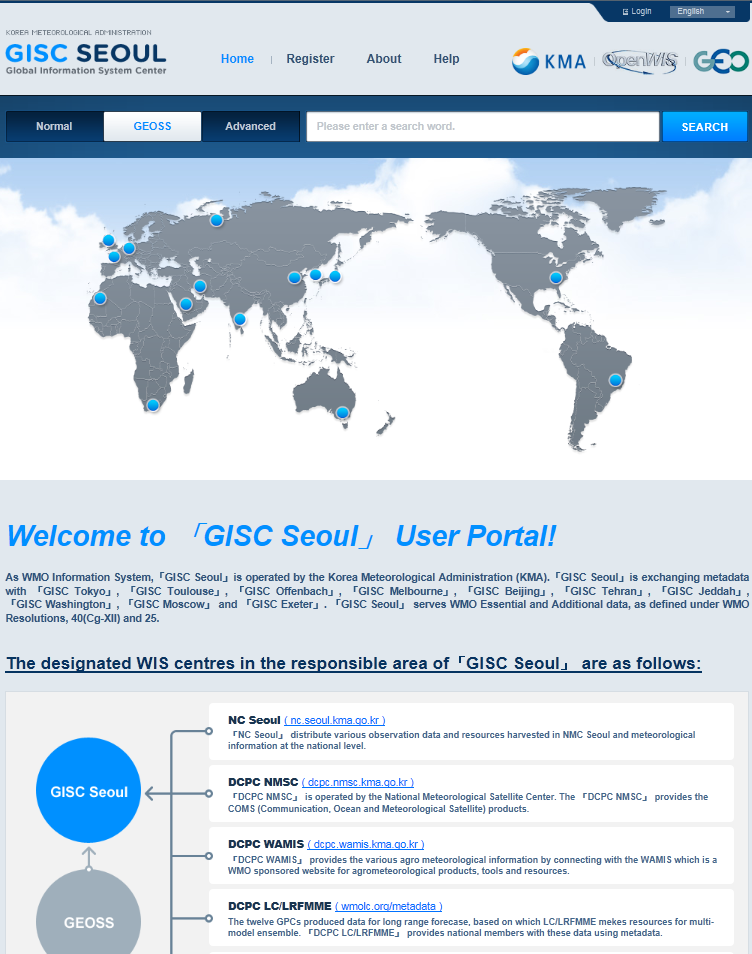 Login English
KOREA METEOROLOGICAL ADMINISTRATION
GISC SEOUL
Global Information System Center
Home | Register About Help
KMA OpenWIS GEO
Normal GEOSS Advanced Please enter a search word. SEARCH
Welcome to 「GISC Seoul」 User Portal!
As WMO Information System, 「GISC Seoul」 is operated by the Korea Meteorological Administration (KMA). 「GISC Seoul」 is exchanging metadata
with 「GISC Tokyo」, 「GISC Toulouse」, 「GISC Offenbach」, 「GISC Melbourne」, 「GISC Beijing」, 「GISC Tehran」, 「GISC Jeddah」,
「GISC Washington」, 「GISC Moscow」 and 「GISC Exeter」. 「GISC Seoul」 serves WMO Essential and Additional data, as defined under WMO
Resolutions, 40(Cg-XII) and 25.
The designated WIS centres in the responsible area of 「GISC Seoul」 are as follows:
GISC Seoul
GEOSS
NC Seoul ( nc.seoul.kma.go.kr )
「NC Seoul」 distribute various observation data and resources harvested in NMC Seoul and meteorological
information at the national level.
DCPC NMSC ( dcpc.nmsc.kma.go.kr )
「DCPC NMSC」 is operated by the National Meteorological Satellite Center. The 「DCPC NMSC」 provides the
COMS (Communication, Ocean and Meteorological Satellite) products.
DCPC WAMIS ( dcpc.wamis.kma.go.kr )
「DCPC WAMIS」 provides the various agro meteorological information by connecting with the WAMIS which is a
WMO sponsored website for agrometeorological products, tools and resources.
DCPC LC/LRFMME ( wmolc.org/metadata )
The twelve GPCs produced data for long range forecase, based on which LC/LRFMME mekes resources for multi-
model ensemble. 「DCPC LC/LRFMME」 provides national members with these data using metadata.